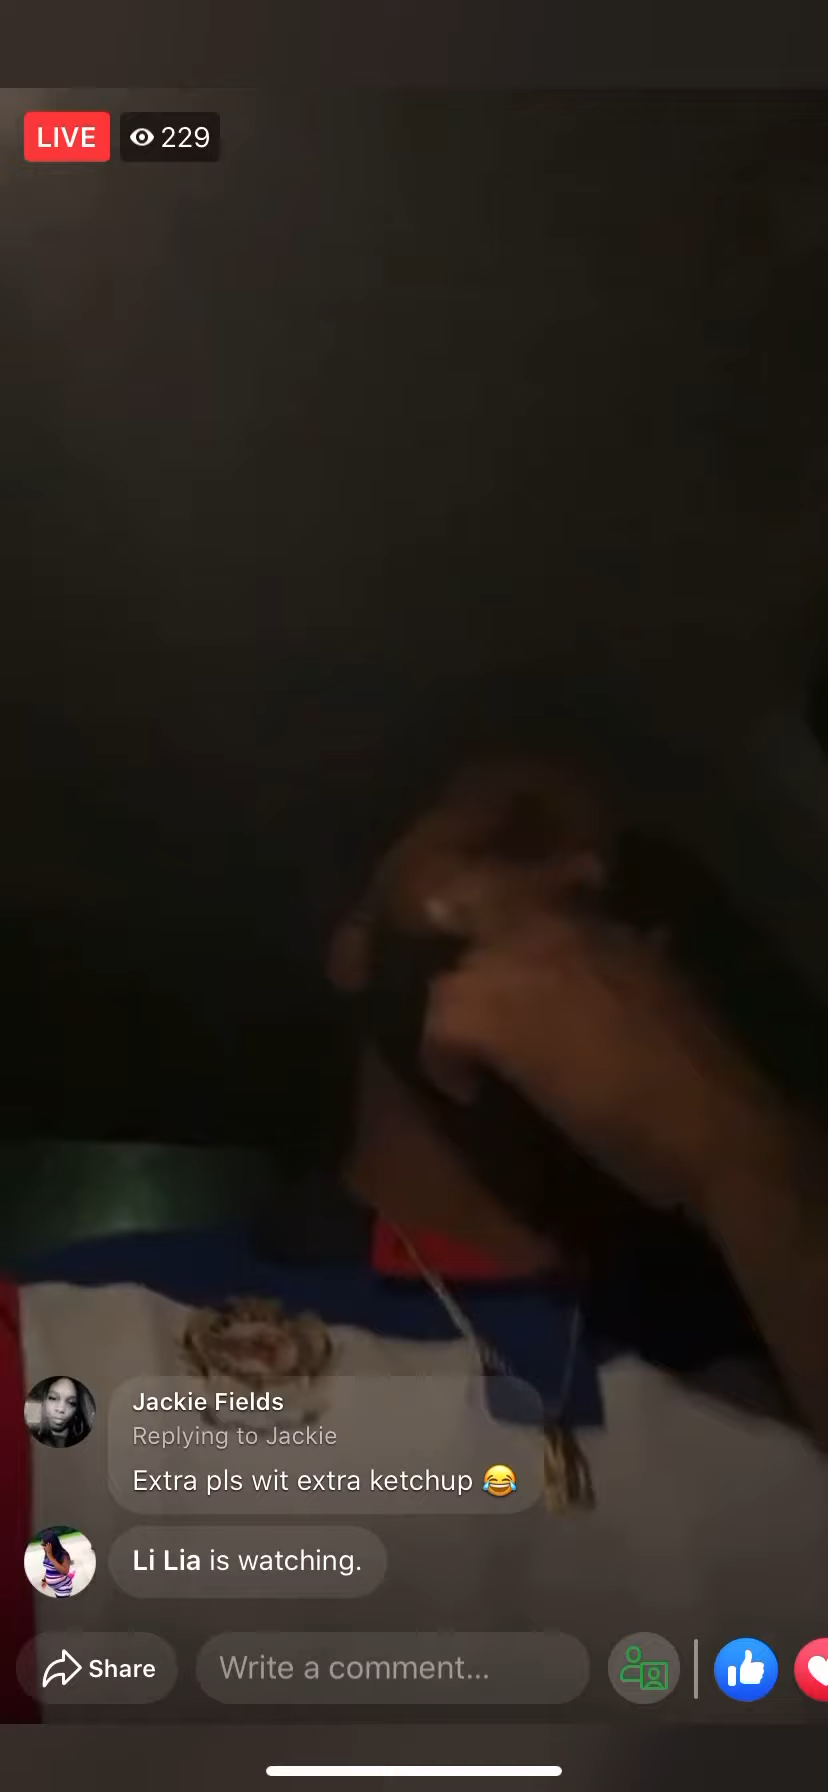 LIVE 229
Jackie Fields
Replying to Jackie
Extra pls wit extra ketchup 😂
Li Lia is watching.
Share Write a comment...